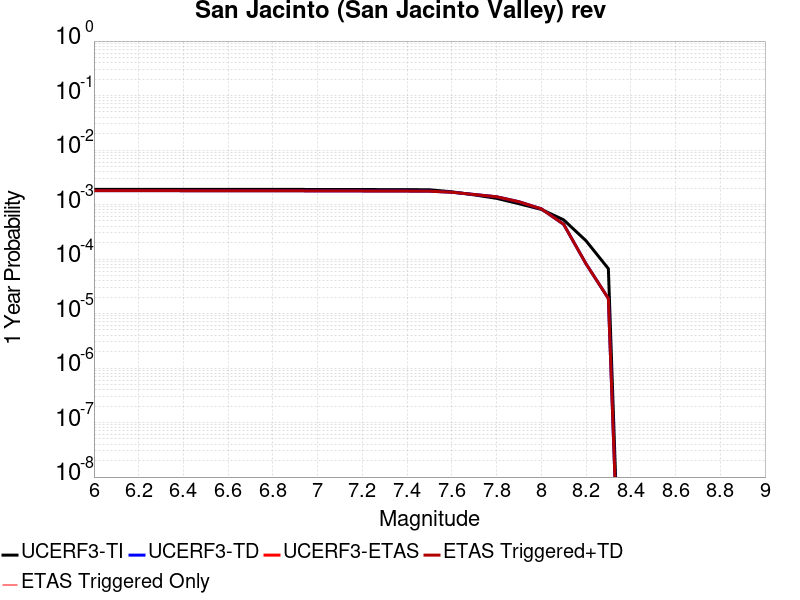 San Jacinto (San Jacinto Valley) rev
10^0
10^-1
10^-2
10^-3
10^-4
10^-5
10^-6
10^-7
10^-8
1 Year Probability
6 6.2 6.4 6.6 6.8 7 7.2 7.4 7.6 7.8 8 8.2 8.4 8.6 8.8 9
Magnitude
UCERF3-TI UCERF3-TD UCERF3-ETAS ETAS Triggered+TD
ETAS Triggered Only